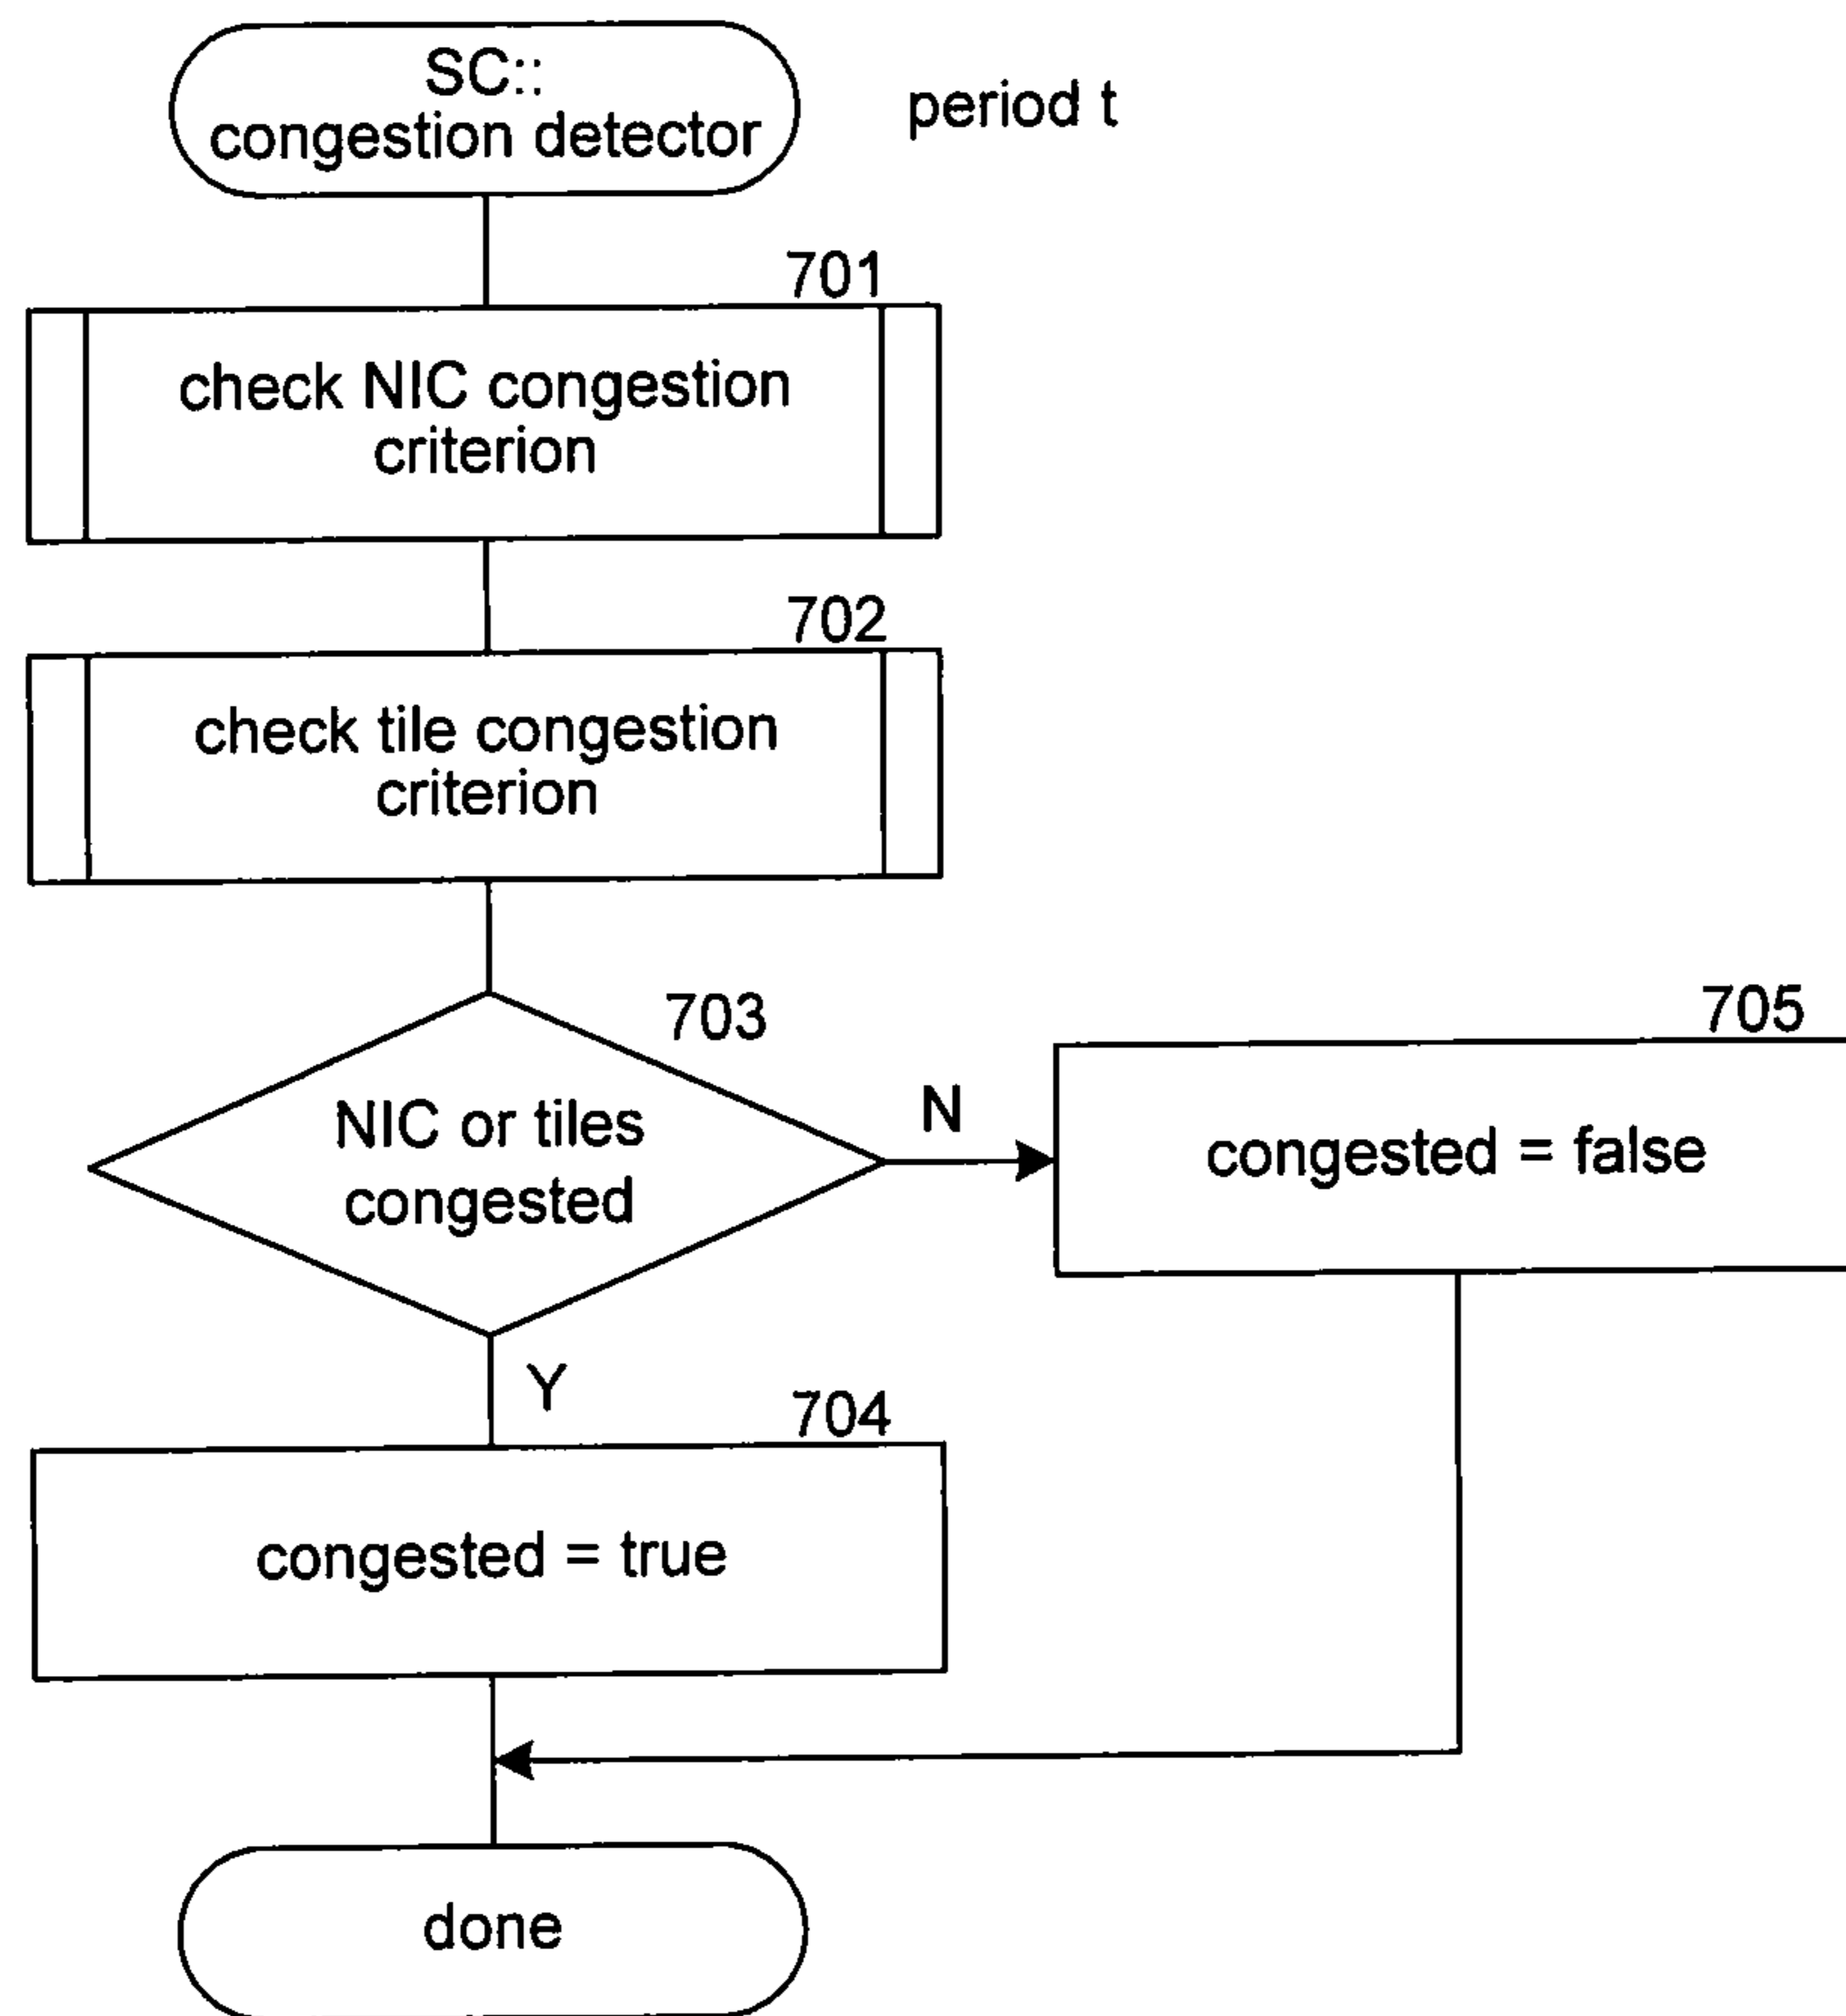 SC::
congestion detector
period t
701
check NIC congestion
criterion
702
check tile congestion
criterion
703
NIC or tiles
congested
N
705
congested = false
Y
704
congested = true
done